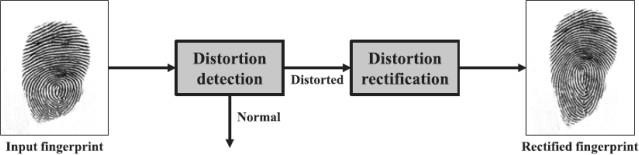 Distortion
detection
Distorted
Distortion
rectification
Normal
Input fingerprint
Rectified fingerprint